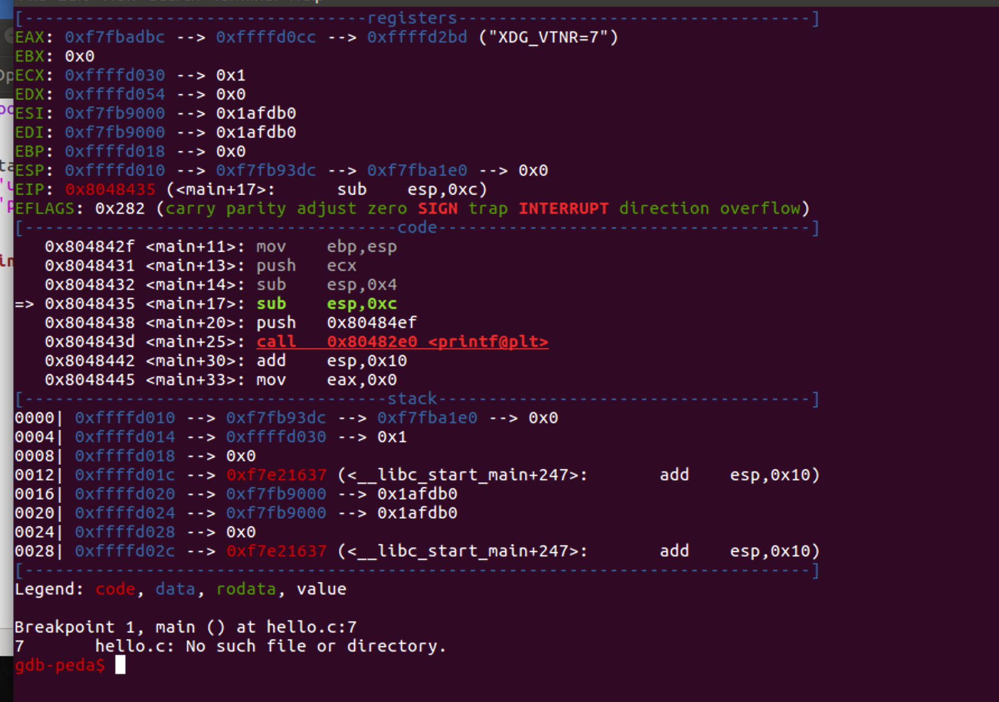 [----------------------------------registers-----------------------------------]
EAX: 0xf7fbadbc --> 0xffffd0cc --> 0xffffd2bd ("XDG_VTNR=7")
EBX: 0x0
ECX: 0xffffd030 --> 0x1
EDX: 0xffffd054 --> 0x0
ESI: 0xf7fb9000 --> 0x1afdb0
EDI: 0xf7fb9000 --> 0x1afdb0
EBP: 0xffffd018 --> 0x0
ESP: 0xffffd010 --> 0xf7fb93dc --> 0xf7fba1e0 --> 0x0
EIP: 0x8048435 (<main+17>:      sub    esp,0xc)
EFLAGS: 0x282 (carry parity adjust zero SIGN trap INTERRUPT direction overflow)
[-------------------------------------code-------------------------------------]
   0x804842f <main+11>: mov    ebp,esp
   0x8048431 <main+13>: push   ecx
   0x8048432 <main+14>: sub    esp,0x4
=> 0x8048435 <main+17>: sub    esp,0xc
   0x8048438 <main+20>: push   0x80484ef
   0x804843d <main+25>: call   0x80482e0 <printf@plt>
   0x8048442 <main+30>: add    esp,0x10
   0x8048445 <main+33>: mov    eax,0x0
[------------------------------------stack-------------------------------------]
0000| 0xffffd010 --> 0xf7fb93dc --> 0xf7fba1e0 --> 0x0
0004| 0xffffd014 --> 0xffffd030 --> 0x1
0008| 0xffffd018 --> 0x0
0012| 0xffffd01c --> 0xf7e21637 (<__libc_start_main+247>:       add    esp,0x10)
0016| 0xffffd020 --> 0xf7fb9000 --> 0x1afdb0
0020| 0xffffd024 --> 0xf7fb9000 --> 0x1afdb0
0024| 0xffffd028 --> 0x0
0028| 0xffffd02c --> 0xf7e21637 (<__libc_start_main+247>:       add    esp,0x10)
[------------------------------------------------------------------------------]
Legend: code, data, rodata, value

Breakpoint 1, main () at hello.c:7
7       hello.c: No such file or directory.
gdb-peda$